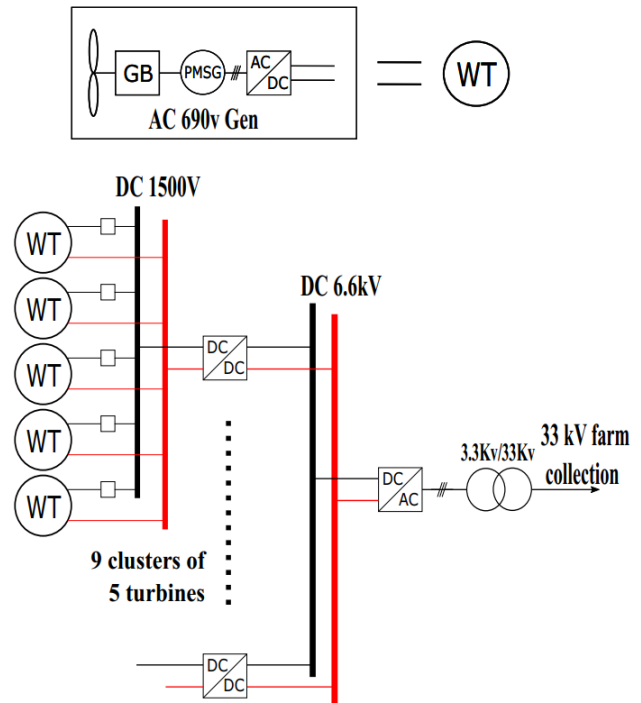 GB
PMSG
AC
DC
WT
AC 690v Gen
DC 1500V
WT
WT
WT
WT
WT
DC 6.6kV
DC
DC
3.3Kv/33Kv
33 kV farm
collection
DC
AC
9 clusters of
5 turbines
DC
DC